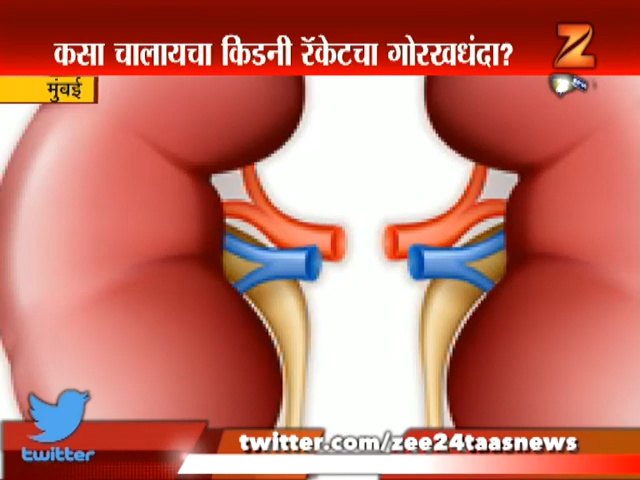 कसा चालायचा किडनी रॅकेटचा गोरखधंदा?
मुंबई
twitter
twitter.com/zee24taasnews